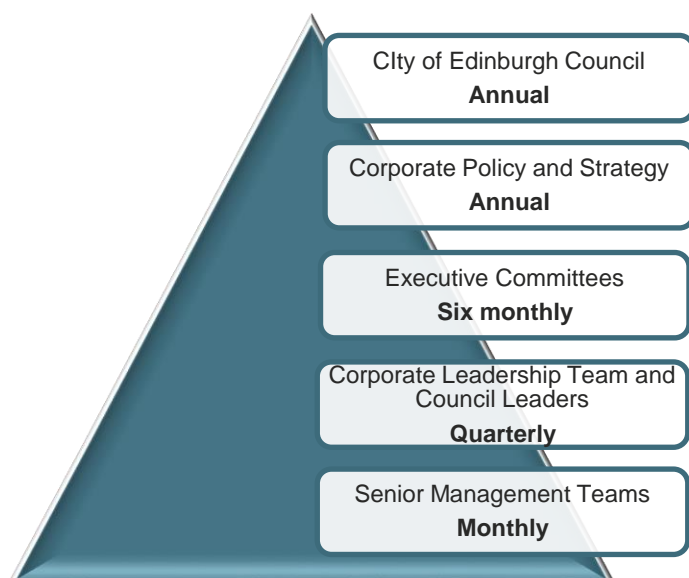 CIty of Edinburgh Council
Annual
Corporate Policy and Strategy
Annual
Executive Committees
Six monthly
Corporate Leadership Team and
Council Leaders
Quarterly
Senior Management Teams
Monthly